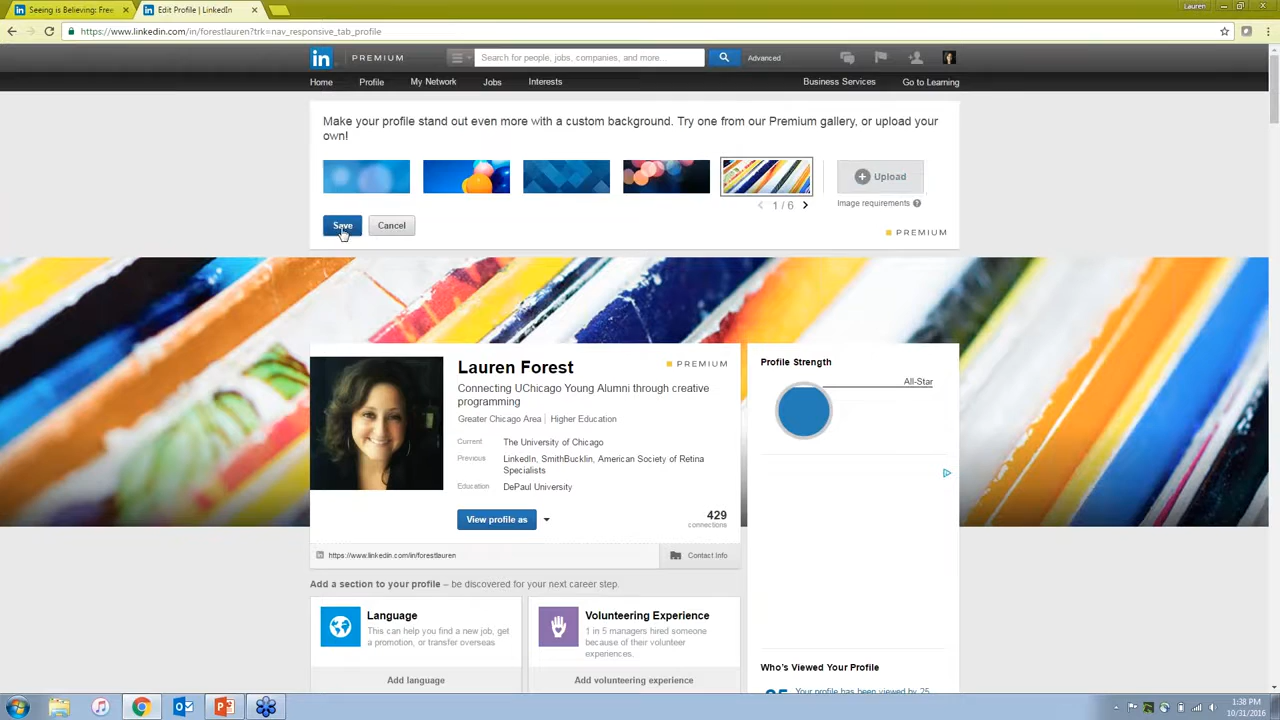 Seeing is Believing: Free
Edit Profile | LinkedIn
Lauren
https://www.linkedin.com/in/forestlauren?trk=nav_responsive_tab_profile
in PREMIUM
Search for people, jobs, companies, and more...
Advanced
Home Profile My Network Jobs Interests Business Services Go to Learning
Make your profile stand out even more with a custom background. Try one from our Premium gallery, or upload your
own!
Upload
1 / 6
Image requirements ?
Save Cancel
PREMIUM
Lauren Forest
PREMIUM
Connecting UChicago Young Alumni through creative
programming
Greater Chicago Area | Higher Education
Current The University of Chicago
Previous LinkedIn, SmithBucklin, American Society of Retina
Specialists
Education DePaul University
View profile as
429
connections
https://www.linkedin.com/in/forestlauren
Contact Info
Profile Strength
All-Star
Add a section to your profile – be discovered for your next career step.
Language
This can help you find a new job, get
a promotion, or transfer overseas
Add language
Volunteering Experience
1 in 5 managers hired someone
because of their volunteer
experiences.
Add volunteering experience
Who's Viewed Your Profile
Your profile has been viewed by 25
1:38 PM
10/31/2016